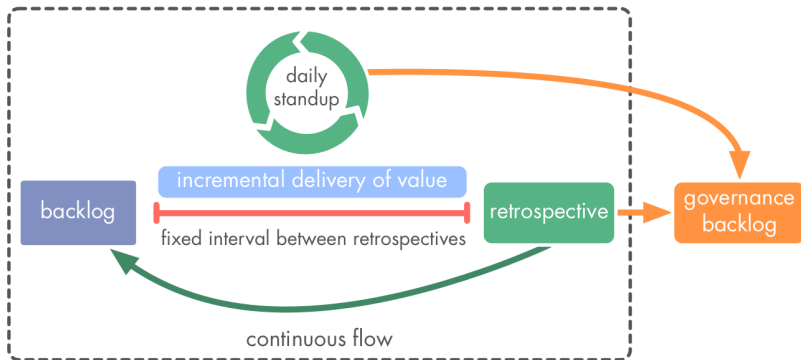 daily
standup
incremental delivery of value
backlog
retrospective
governance
backlog
fixed interval between retrospectives
continuous flow